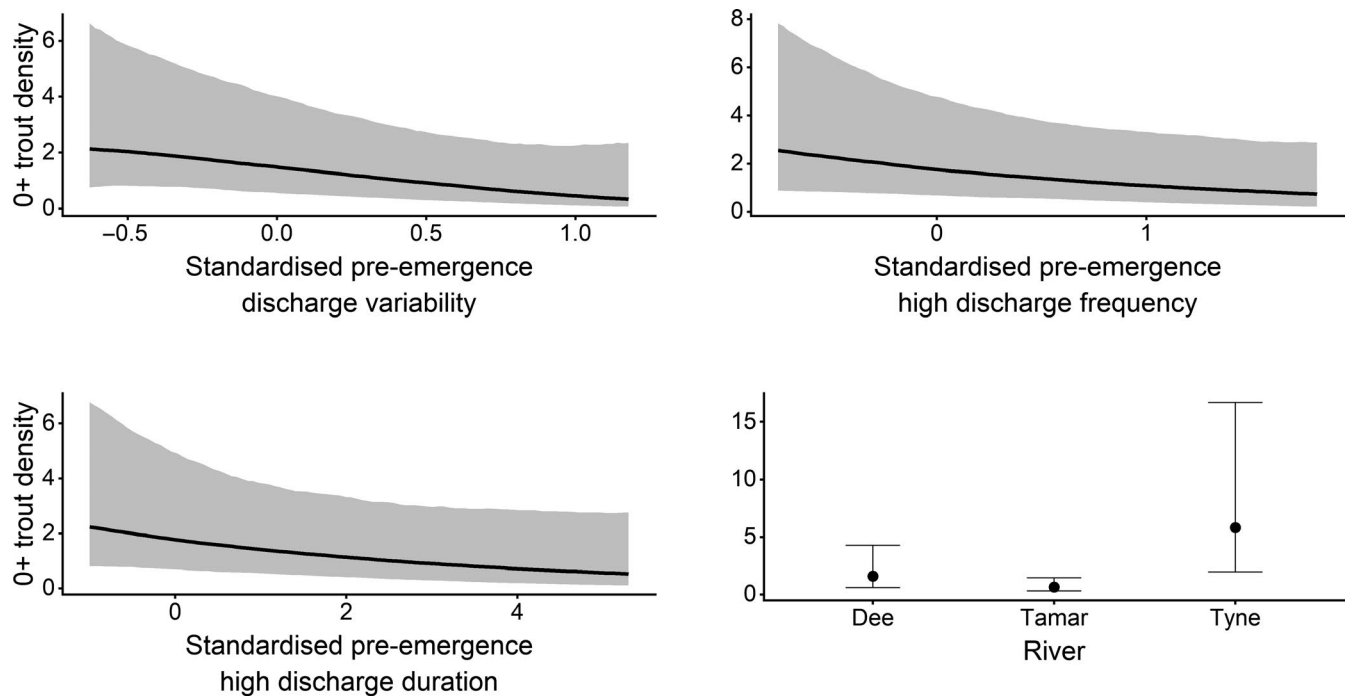 0+ trout density
6
4
2
0
–0.5 0.0 0.5 1.0
Standardised pre-emergence
discharge variability
8
6
4
2
0
0 1
Standardised pre-emergence
high discharge frequency
0+ trout density
6
4
2
0
0 2 4
Standardised pre-emergence
high discharge duration
15
10
5
0
Dee Tamar Tyne
River